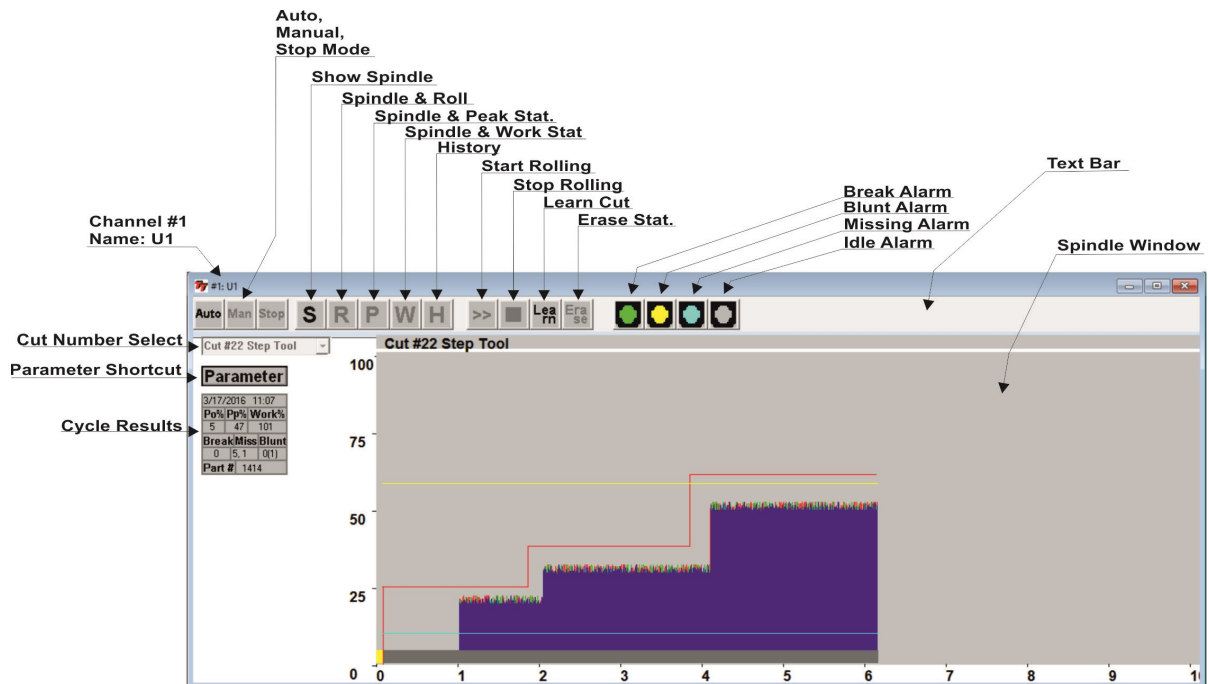 Auto,
Manual,
Stop Mode
Show Spindle
Spindle & Roll
Spindle & Peak Stat.
Spindle & Work Stat
History
Start Rolling
Stop Rolling
Learn Cut
Erase Stat.
Break Alarm
Blunt Alarm
Missing Alarm
Idle Alarm
Text Bar
Spindle Window
Channel #1
Name: U1
77 #1: U1
Auto Man Stop S R P W H >> Lea rn Era se
Cut Number Select
Cut #22 Step Tool
Cut #22 Step Tool
Parameter Shortcut
Parameter
Cycle Results
3/17/2016 11:07
Po% Pp% Work%
5 47 101
Break Miss Blunt
0 5, 1 0(1)
Part # 1414
100
75
50
25
0
0 1 2 3 4 5 6 7 8 9 1